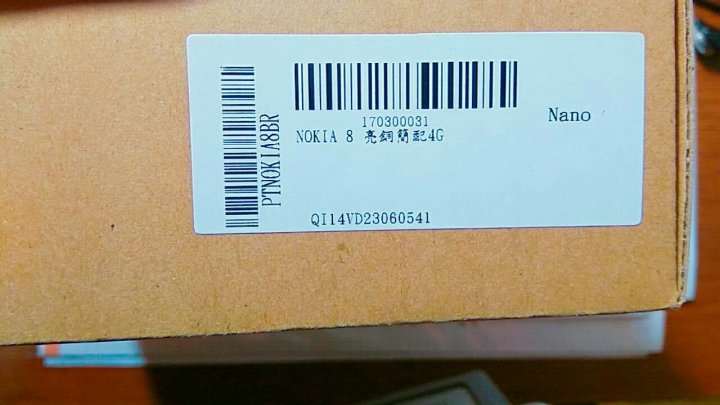 170300031
NOKIA 8 亮銅簡配4G
Nano
PTNOKIA8BR
QI14VD23060541